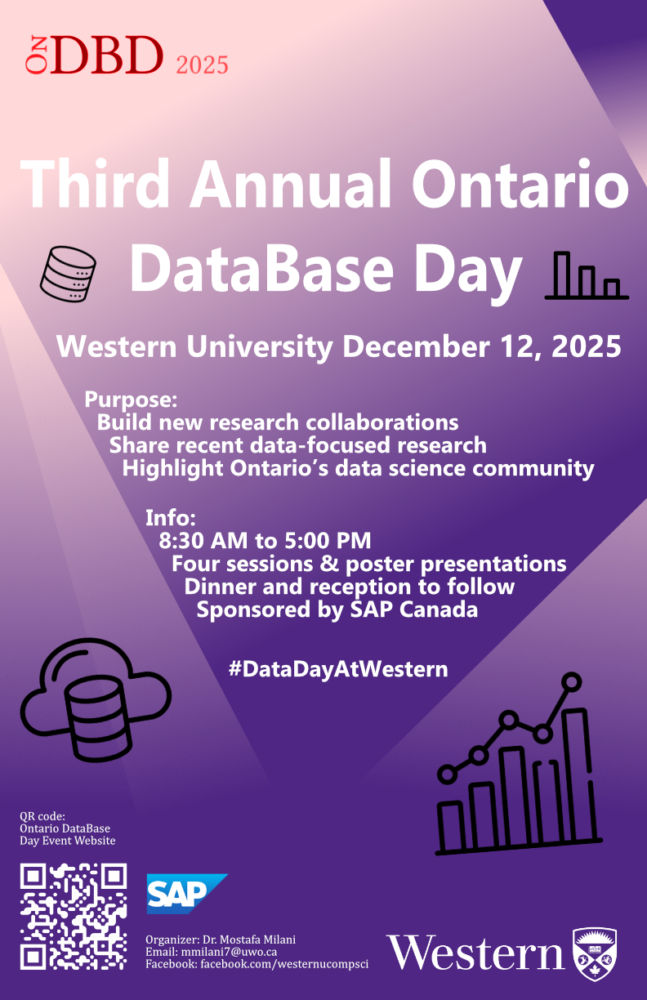 ON DBD 2025
Third Annual Ontario
DataBase Day
Western University December 12, 2025
Purpose:
Build new research collaborations
Share recent data-focused research
Highlight Ontario’s data science community
Info:
8:30 AM to 5:00 PM
Four sessions & poster presentations
Dinner and reception to follow
Sponsored by SAP Canada
#DataDayAtWestern
QR code:
Ontario DataBase
Day Event Website
SAP
Organizer: Dr. Mostafa Milani
Email: mmilani7@uwo.ca
Facebook: facebook.com/westernucompsci
Western